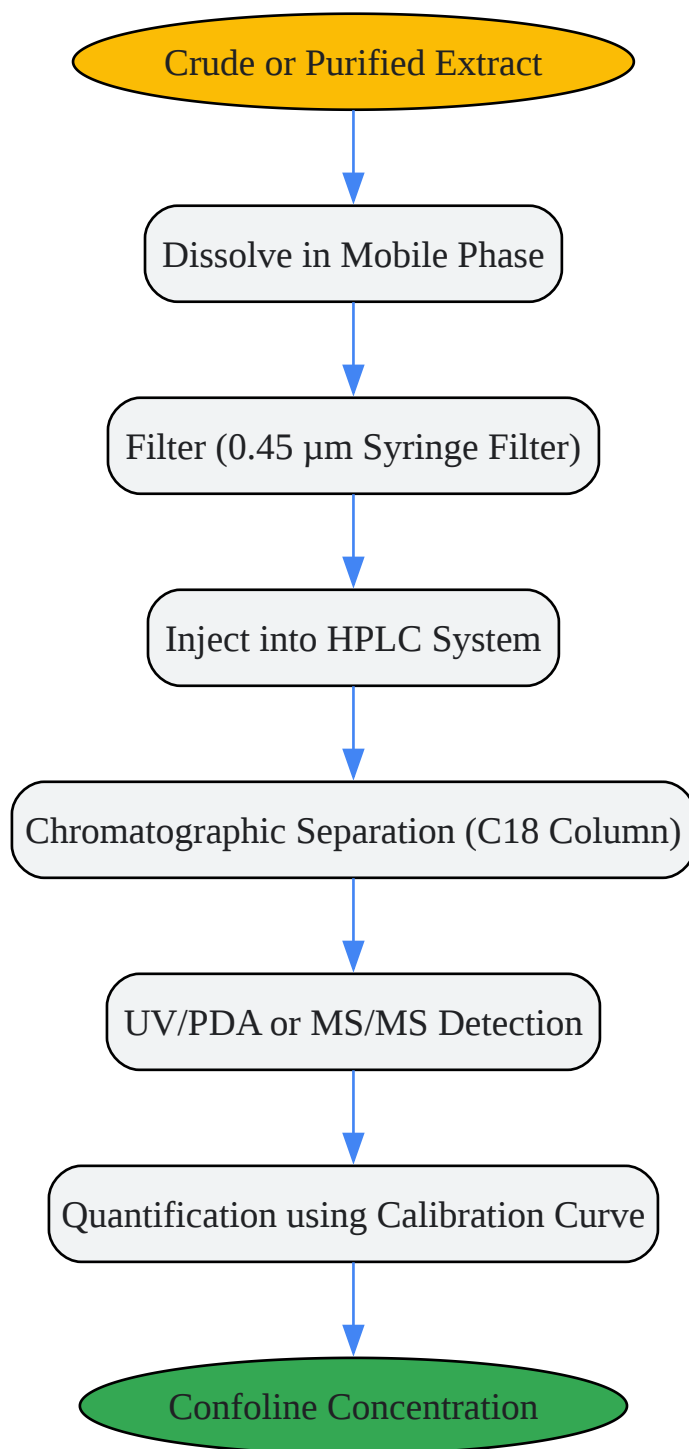 Crude or Purified Extract
Dissolve in Mobile Phase
Filter (0.45 µm Syringe Filter)
Inject into HPLC System
Chromatographic Separation (C18 Column)
UV/PDA or MS/MS Detection
Quantification using Calibration Curve
Confoline Concentration